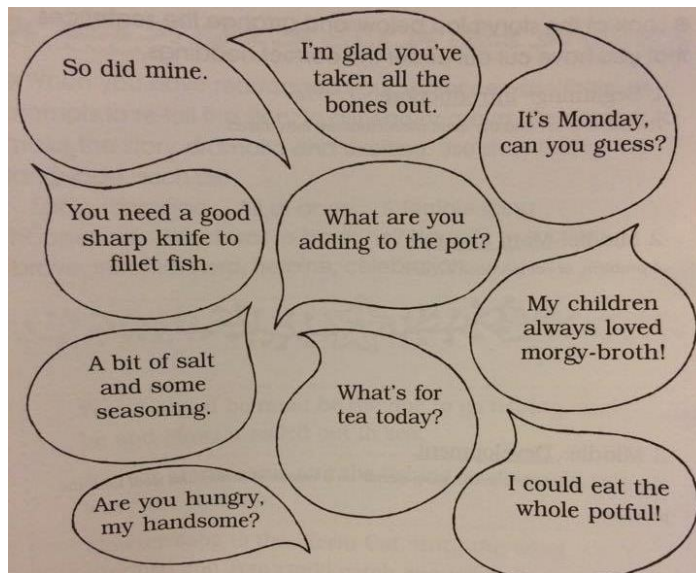 So did mine.
I'm glad you've
taken all the
bones out.
It's Monday,
can you guess?
You need a good
sharp knife to
fillet fish.
What are you
adding to the pot?
My children
always loved
morgy-broth!
A bit of salt
and some
seasoning.
What's for
tea today?
Are you hungry,
my handsome?
I could eat the
whole potful!